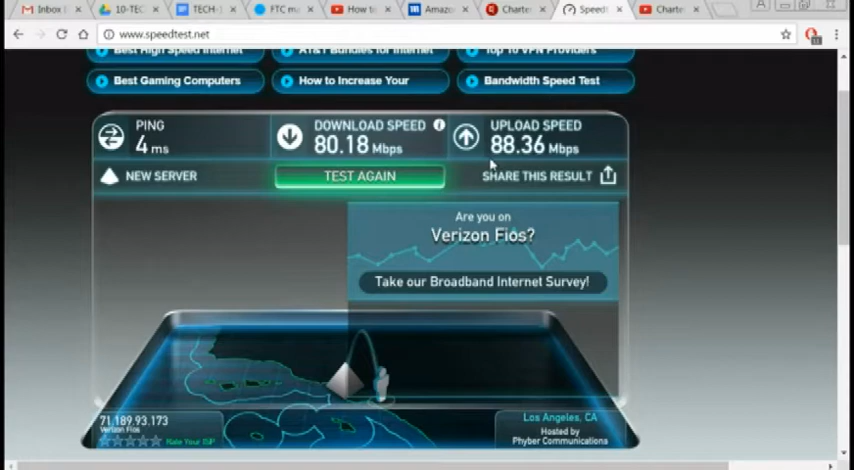 Inbox
10-TEC
TECH-1
FTC ma
How to
Amazo
Charte
Speedt
Charte
www.speedtest.net
Best High Speed Internet
AT&T Bundles for Internet
Top 10 VPN Providers
Best Gaming Computers
How to Increase Your
Bandwidth Speed Test
PING
4 ms
DOWNLOAD SPEED
80.18 Mbps
UPLOAD SPEED
88.36 Mbps
NEW SERVER
TEST AGAIN
SHARE THIS RESULT
Are you on
Verizon Fios?
Take our Broadband Internet Survey!
71.189.93.173
Verizon Fios
Rate Your ISP
Los Angeles, CA
Hosted by
Phyber Communications